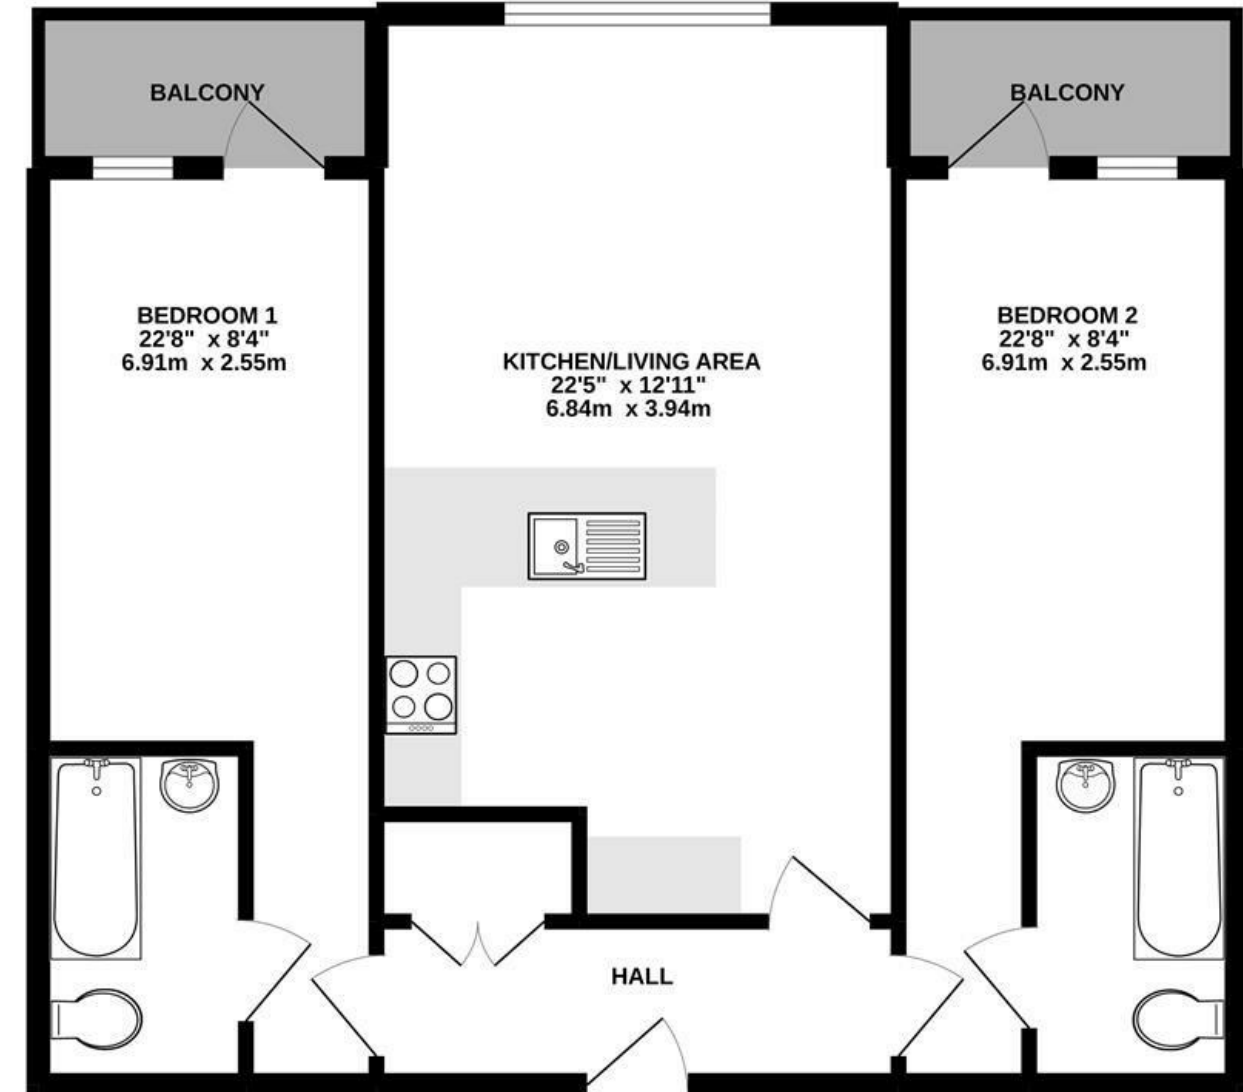 BALCONY
BALCONY
BEDROOM 1
22'8" x 8'4"
6.91m x 2.55m
KITCHEN/LIVING AREA
22'5" x 12'11"
6.84m x 3.94m
BEDROOM 2
22'8" x 8'4"
6.91m x 2.55m
HALL